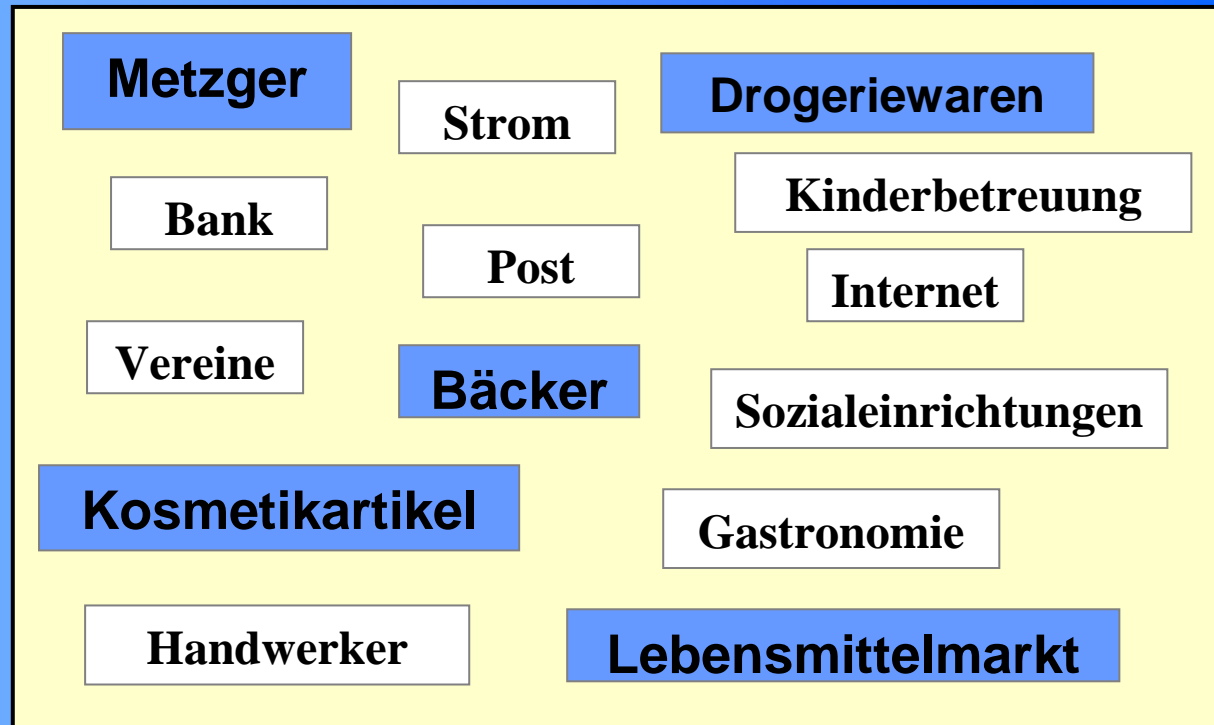 Metzger
Strom
Drogeriewaren
Bank
Kinderbetreuung
Post
Internet
Vereine
Bäcker
Sozialeinrichtungen
Kosmetikartikel
Gastronomie
Handwerker
Lebensmittelmarkt